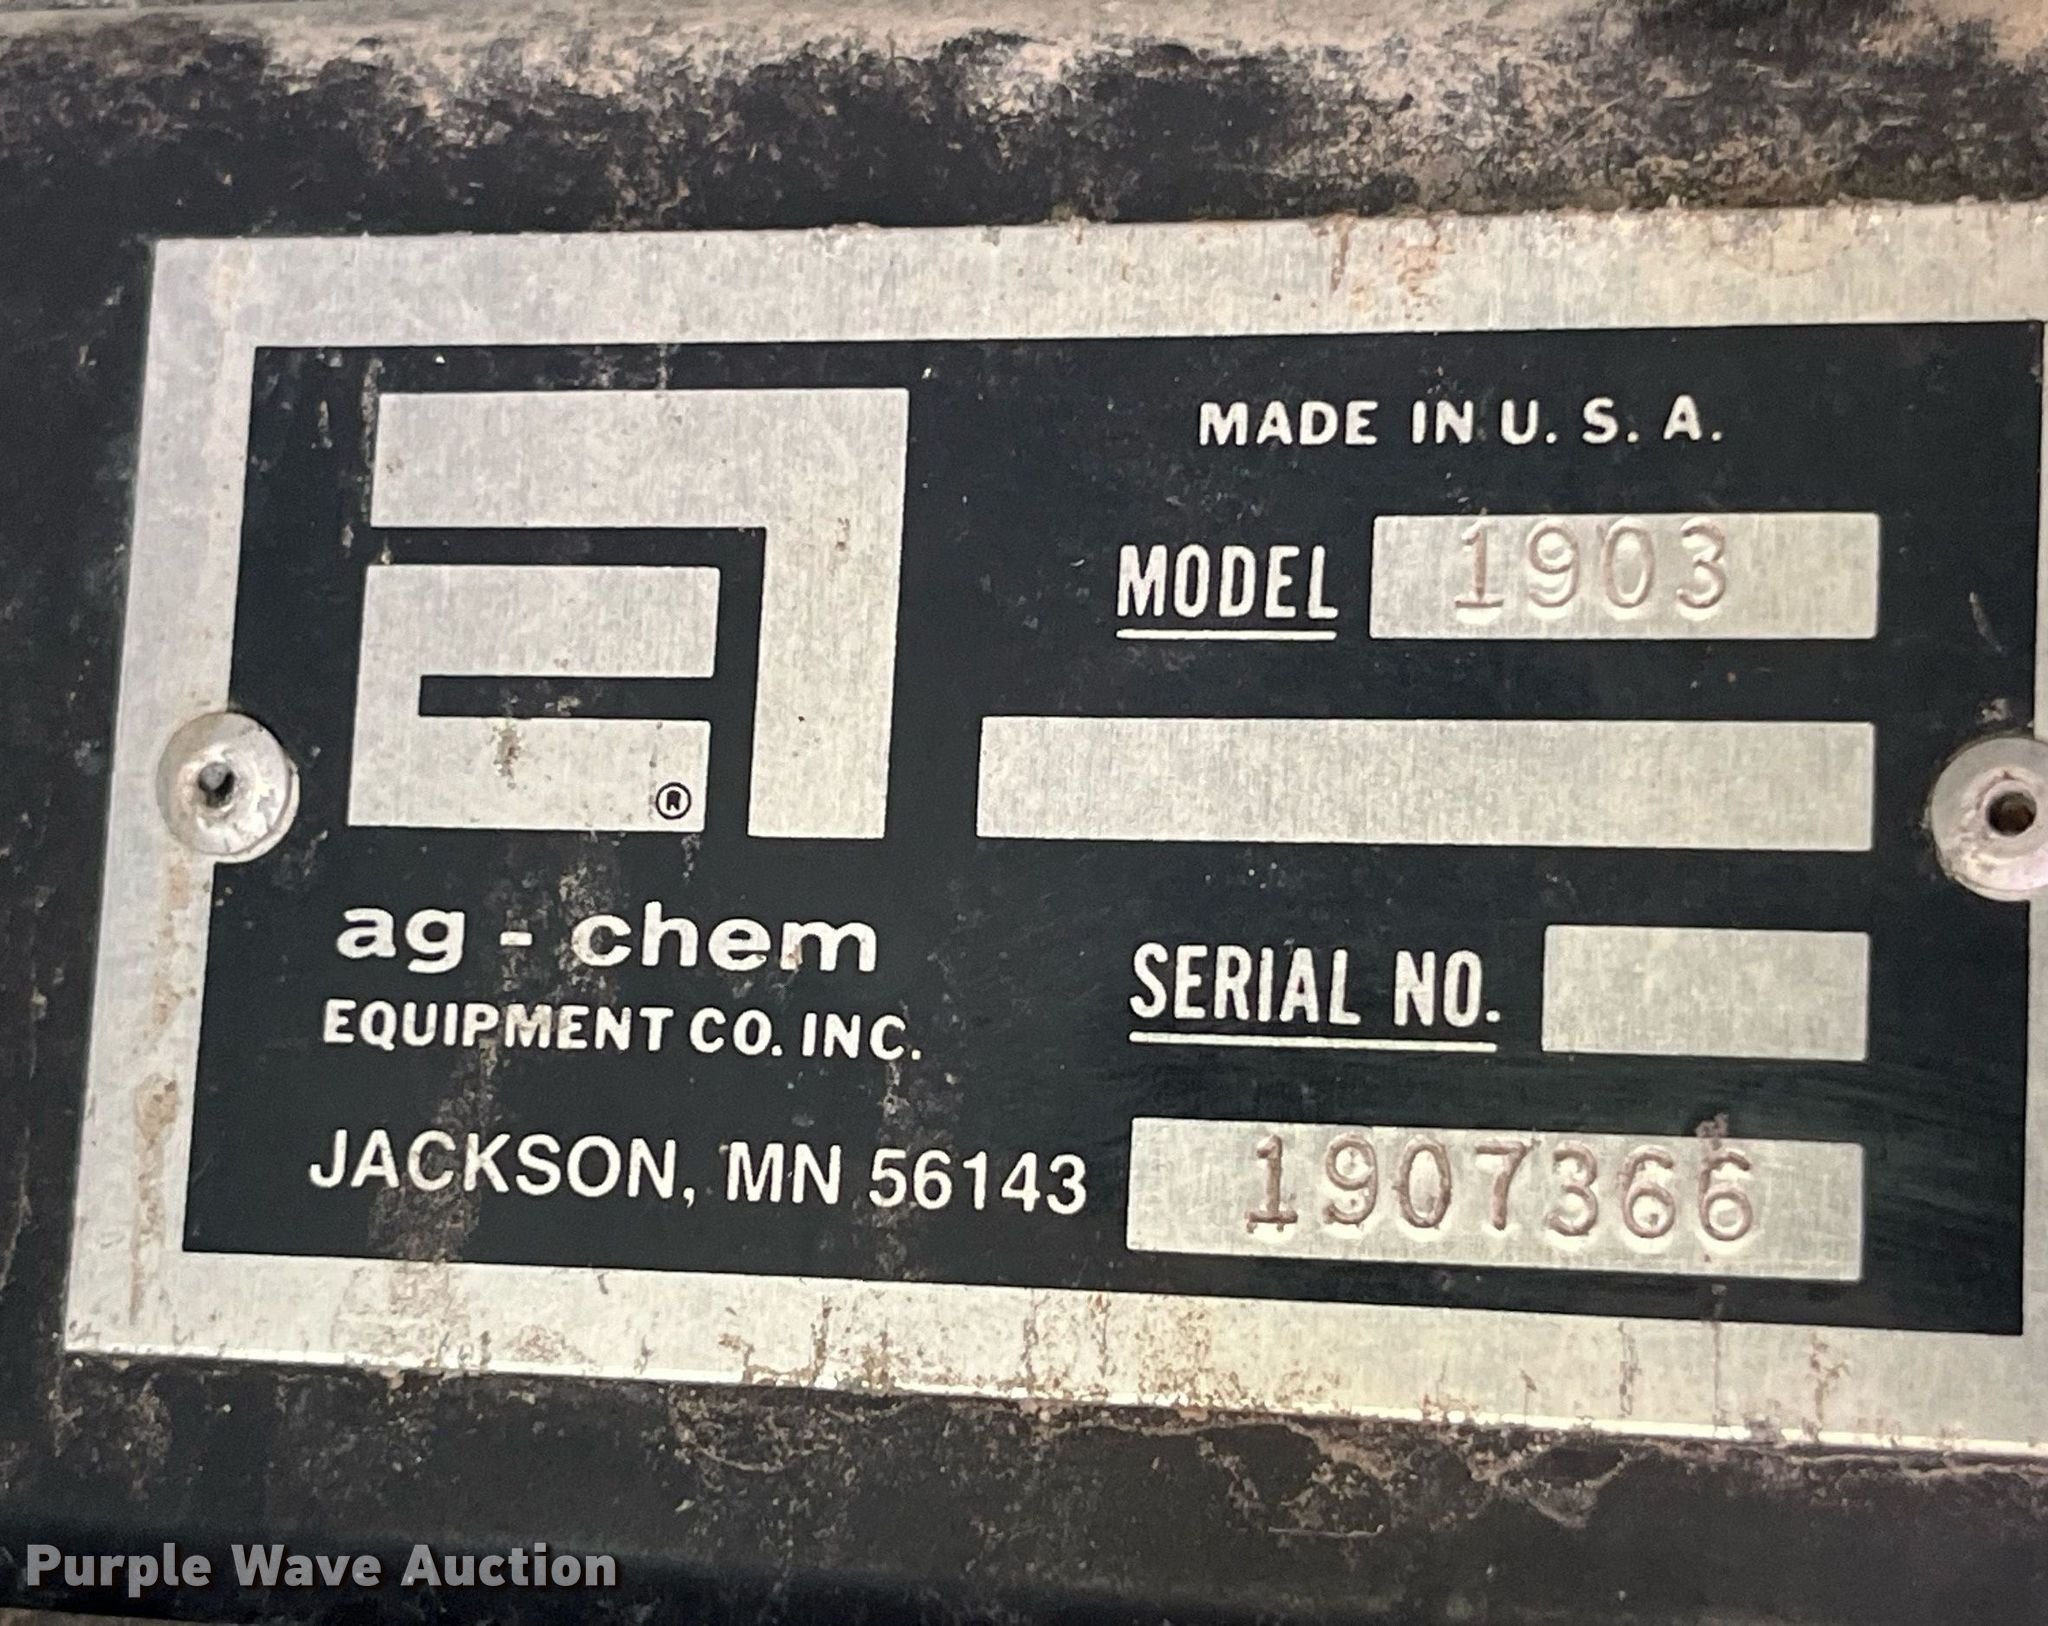 MADE IN U. S. A.
MODEL 1903
®
ag - chem
EQUIPMENT CO. INC.
SERIAL NO.
JACKSON, MN 56143
1907366
Purple Wave Auction